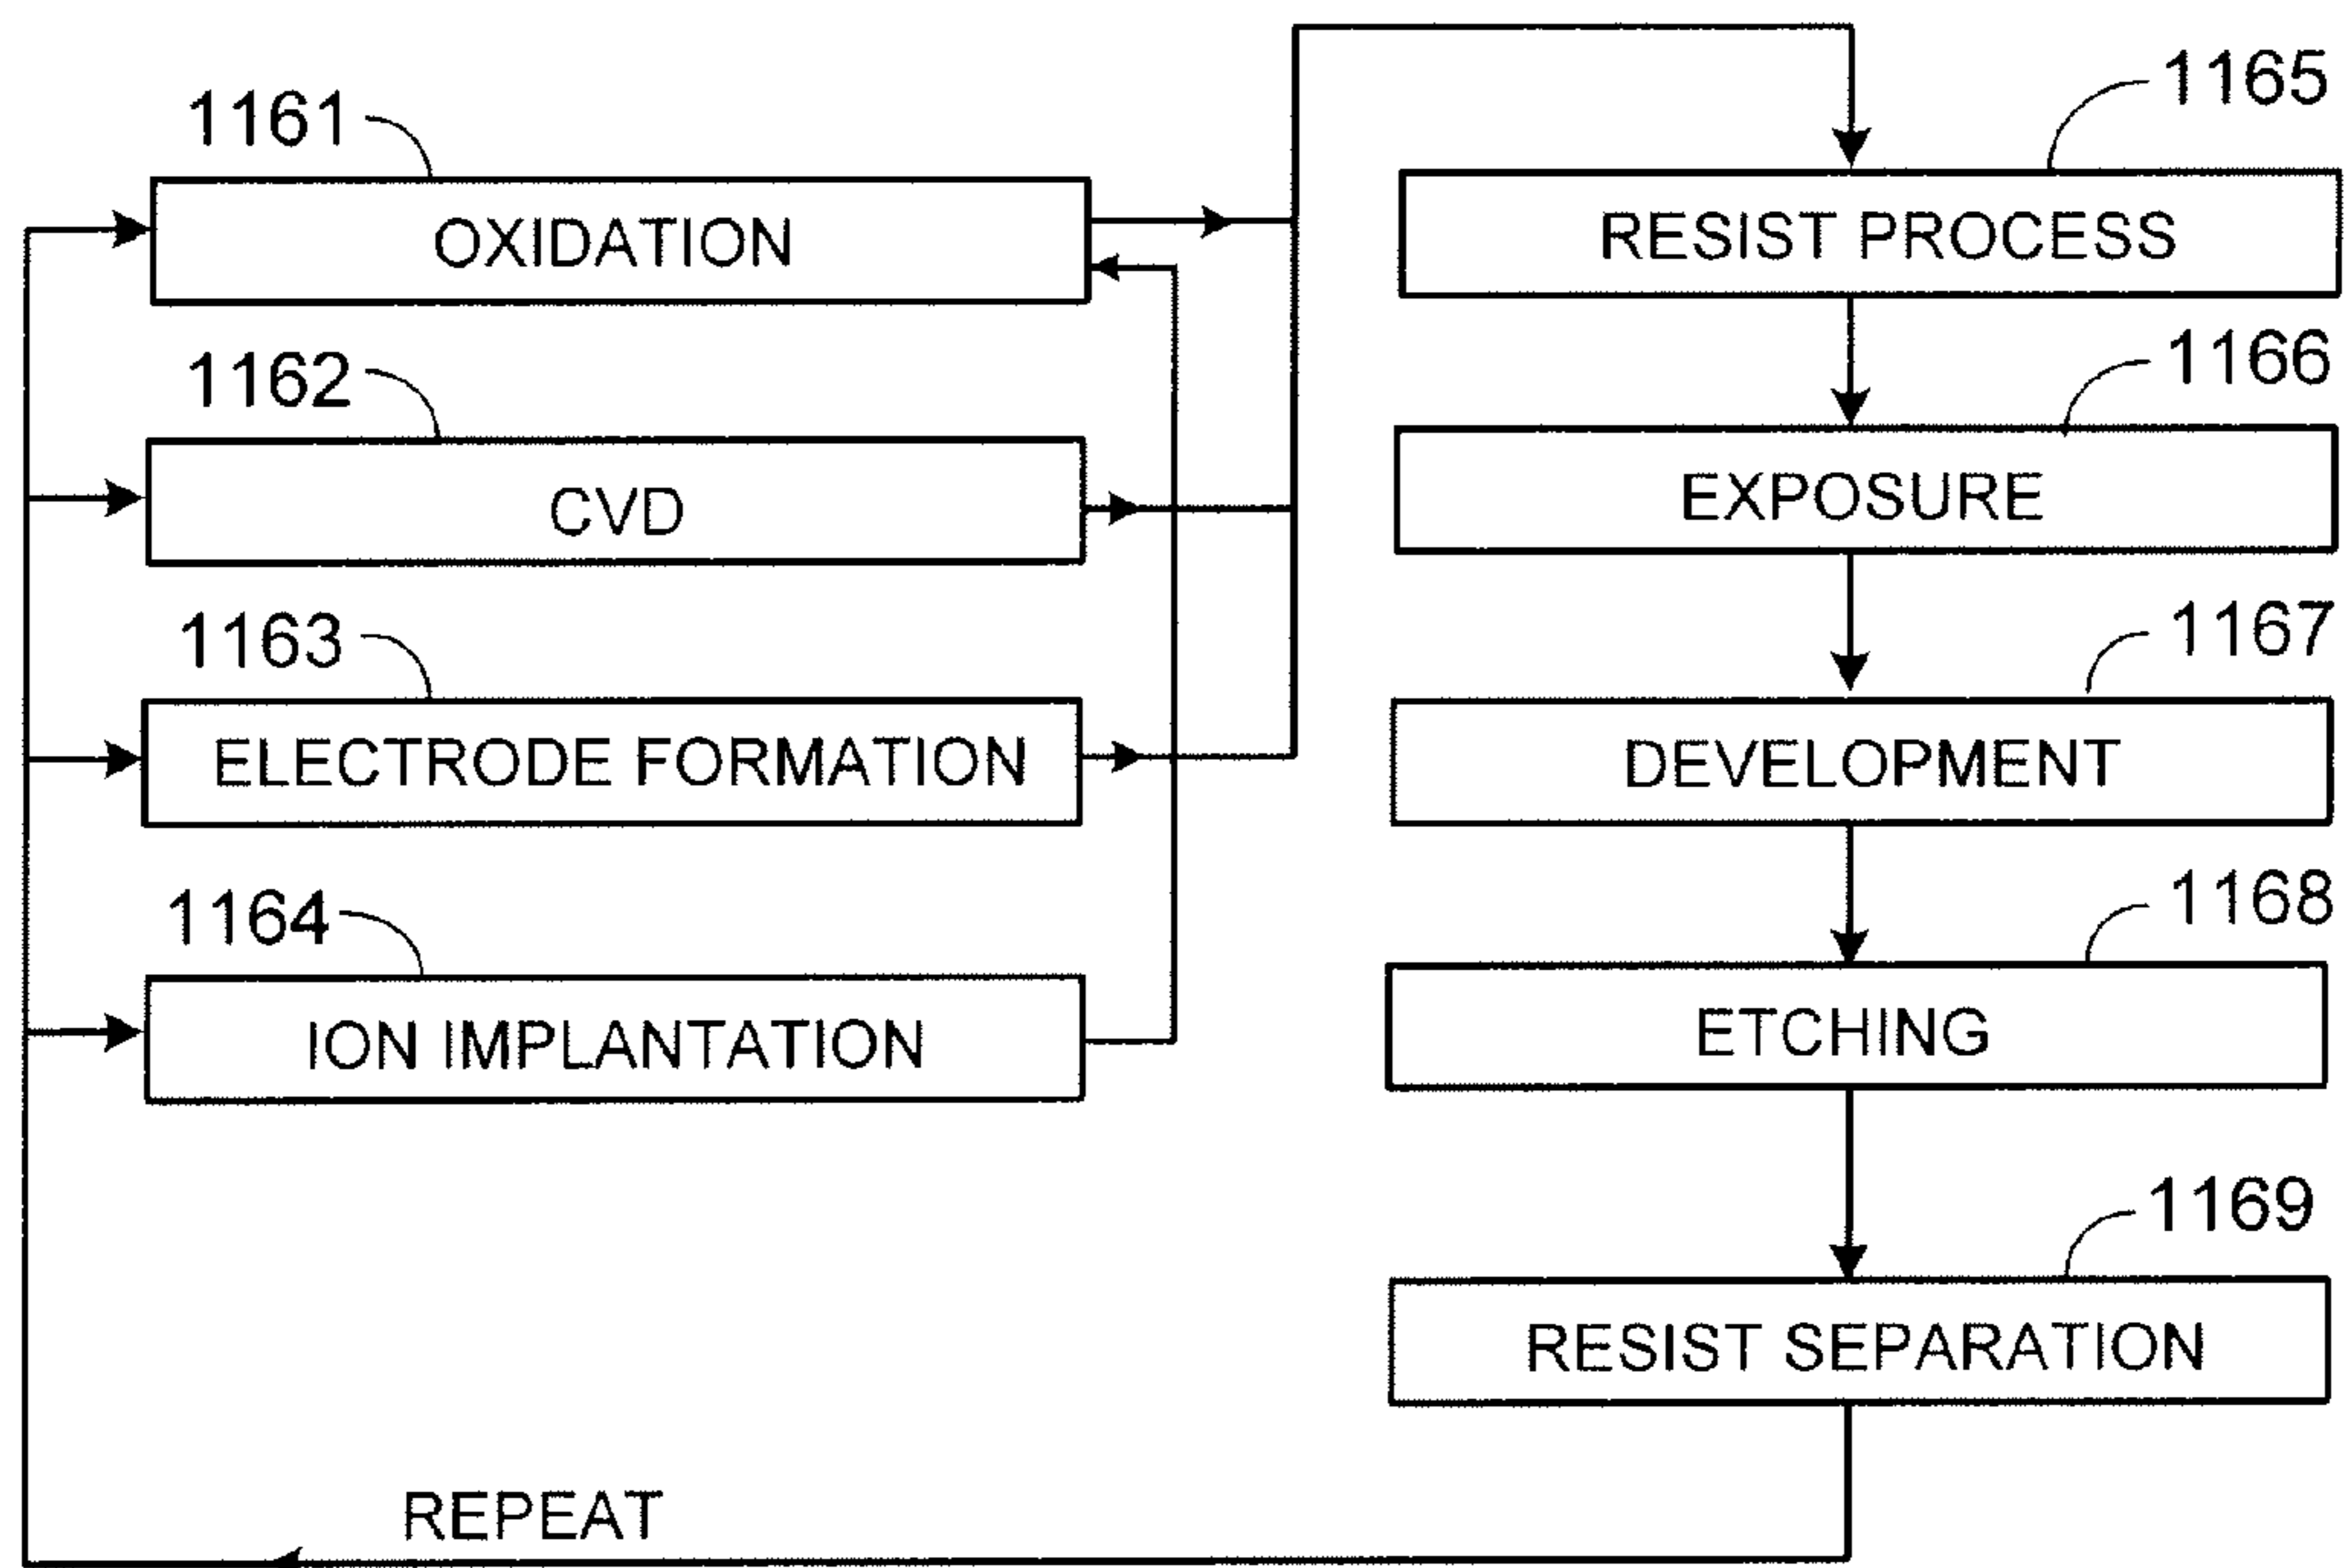 1161
OXIDATION
1162
CVD
1163
ELECTRODE FORMATION
1164
ION IMPLANTATION
1165
RESIST PROCESS
1166
EXPOSURE
1167
DEVELOPMENT
1168
ETCHING
1169
RESIST SEPARATION
REPEAT